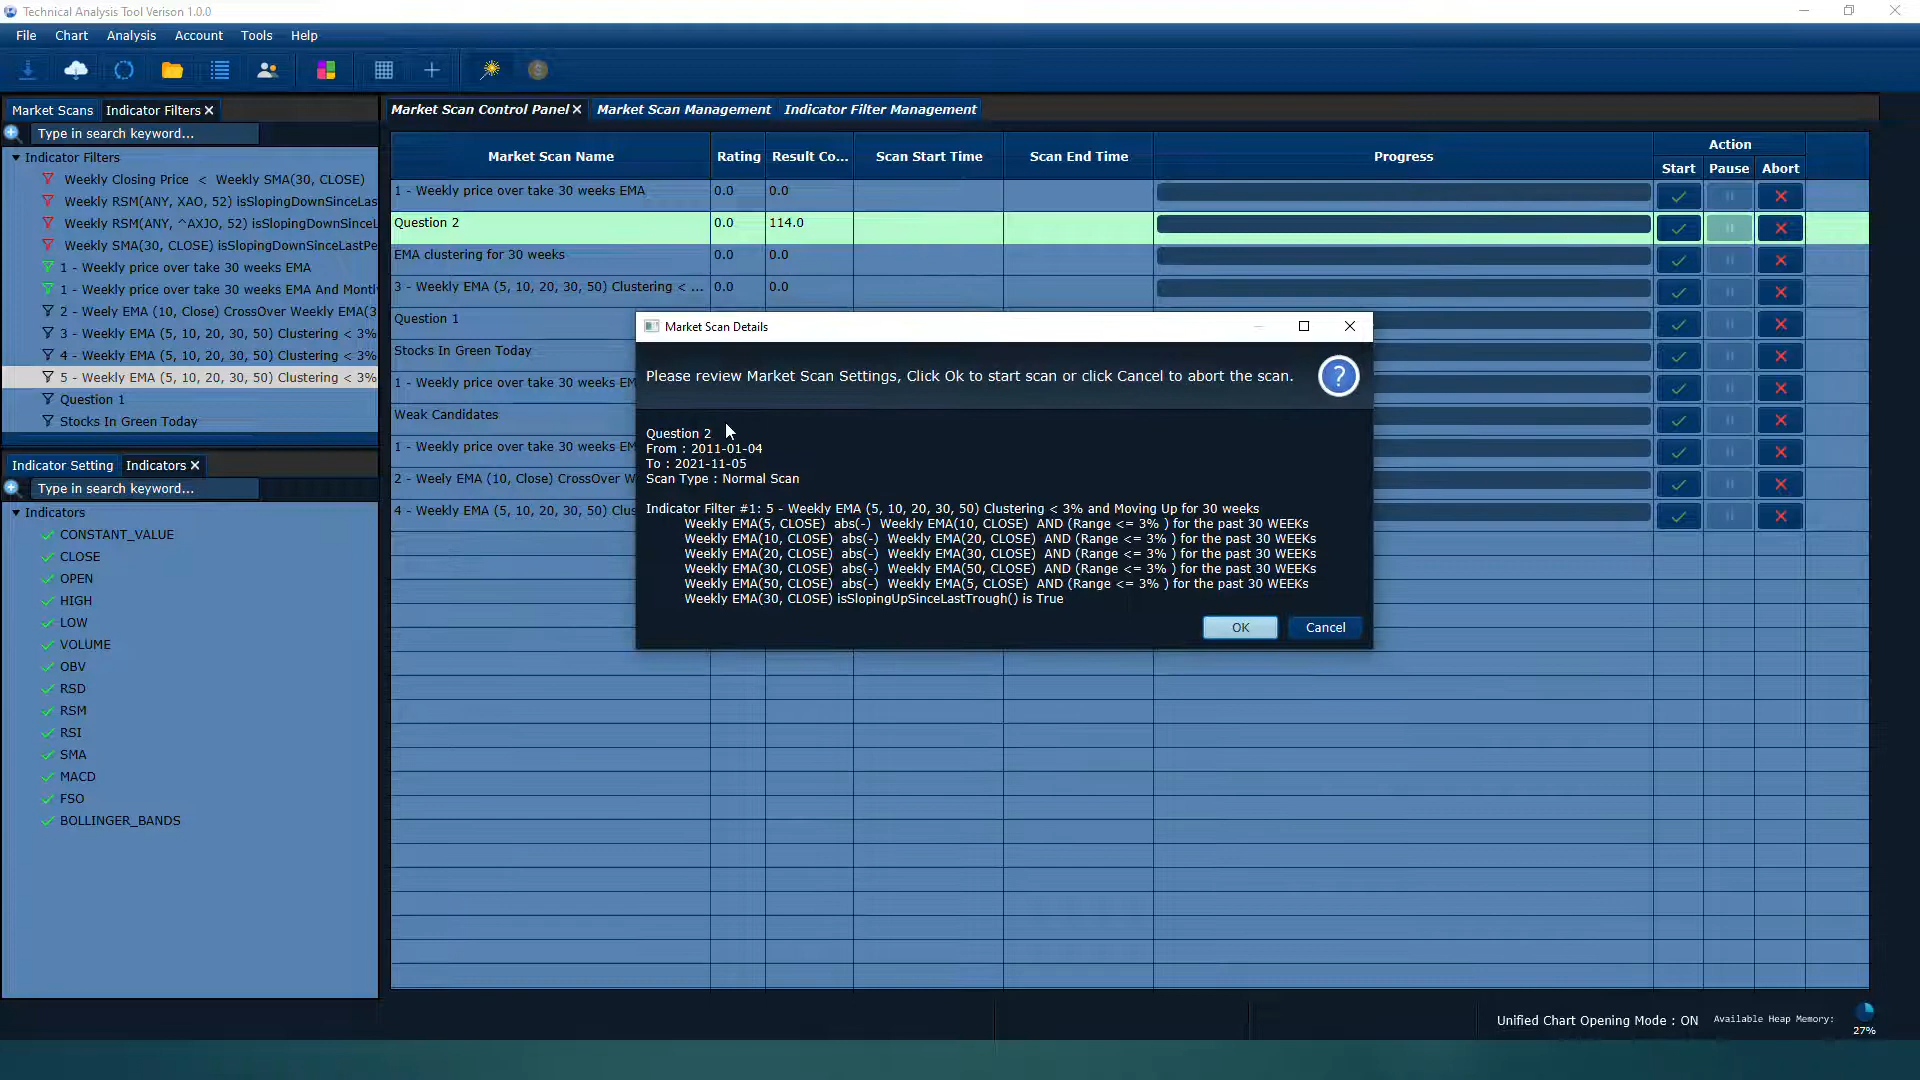 Technical Analysis Tool Verison 1.0.0
File Chart Analysis Account Tools Help
Market Scans Indicator Filters
Type in search keyword...
Indicator Filters
Weekly Closing Price < Weekly SMA(30, CLOSE)
Weekly RSM(ANY, XAO, 52) isSlopingDownSinceLas
Weekly RSM(ANY, ^AXJO, 52) isSlopingDownSinceL
Weekly SMA(30, CLOSE) isSlopingDownSinceLastPe
1 - Weekly price over take 30 weeks EMA
1 - Weekly price over take 30 weeks EMA And Montl
2 - Weely EMA (10, Close) CrossOver Weekly EMA(3
3 - Weekly EMA (5, 10, 20, 30, 50) Clustering < 3%
4 - Weekly EMA (5, 10, 20, 30, 50) Clustering < 3%
5 - Weekly EMA (5, 10, 20, 30, 50) Clustering < 3%
Question 1
Stocks In Green Today
Indicator Setting Indicators
Type in search keyword...
Indicators
CONSTANT_VALUE
CLOSE
OPEN
HIGH
LOW
VOLUME
OBV
RSD
RSM
RSI
SMA
MACD
FSO
BOLLINGER_BANDS
Market Scan Control Panel Market Scan Management Indicator Filter Management
Market Scan Name Rating Result Co... Scan Start Time Scan End Time Progress Action
Start Pause Abort
1 - Weekly price over take 30 weeks EMA 0.0 0.0
Question 2 0.0 114.0
EMA clustering for 30 weeks 0.0 0.0
3 - Weekly EMA (5, 10, 20, 30, 50) Clustering < ... 0.0 0.0
Question 1
Stocks In Green Today
1 - Weekly price over take 30 weeks EM
Weak Candidates
1 - Weekly price over take 30 weeks EM
2 - Weely EMA (10, Close) CrossOver W
4 - Weekly EMA (5, 10, 20, 30, 50) Clus
Market Scan Details
Please review Market Scan Settings, Click Ok to start scan or click Cancel to abort the scan.
?
Question 2
From : 2011-01-04
To : 2021-11-05
Scan Type : Normal Scan
Indicator Filter #1: 5 - Weekly EMA (5, 10, 20, 30, 50) Clustering < 3% and Moving Up for 30 weeks
Weekly EMA(5, CLOSE) abs(-) Weekly EMA(10, CLOSE) AND (Range <= 3% ) for the past 30 WEEKs
Weekly EMA(10, CLOSE) abs(-) Weekly EMA(20, CLOSE) AND (Range <= 3% ) for the past 30 WEEKs
Weekly EMA(20, CLOSE) abs(-) Weekly EMA(30, CLOSE) AND (Range <= 3% ) for the past 30 WEEKs
Weekly EMA(30, CLOSE) abs(-) Weekly EMA(50, CLOSE) AND (Range <= 3% ) for the past 30 WEEKs
Weekly EMA(50, CLOSE) abs(-) Weekly EMA(5, CLOSE) AND (Range <= 3% ) for the past 30 WEEKs
Weekly EMA(30, CLOSE) isSlopingUpSinceLastTrough() is True
OK Cancel
Unified Chart Opening Mode : ON Available Heap Memory:
27%